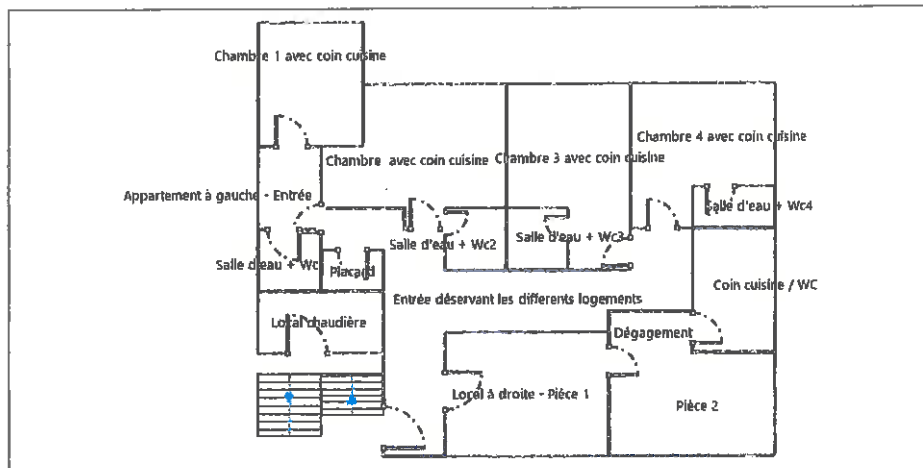 Chambre 1 avec coin cuisine
Chambre avec coin cuisine
Chambre 3 avec coin cuisine
Chambre 4 avec coin cuisine
Appartement à gauche - Entrée
Salle d'eau + Wc4
Salle d'eau + Wc2
Salle d'eau + Wc3
Salle d'eau + Wc
Placard
Coin cuisine / WC
Entrée déservant les differents logements
Local chaudière
Dégagement
Local à droite - Pièce 1
Pièce 2